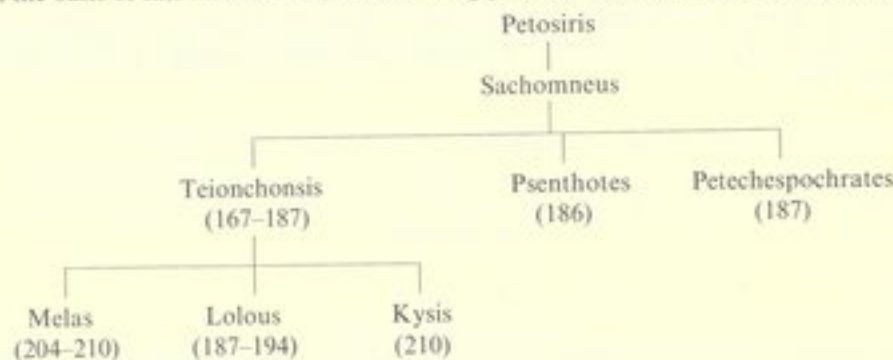 Petosiris
Sachomneus
Teionchonsis Psenthotes Petechespochrates
(167–187) (186) (187)
Melas Lolous Kysis
(204–210) (187–194) (210)